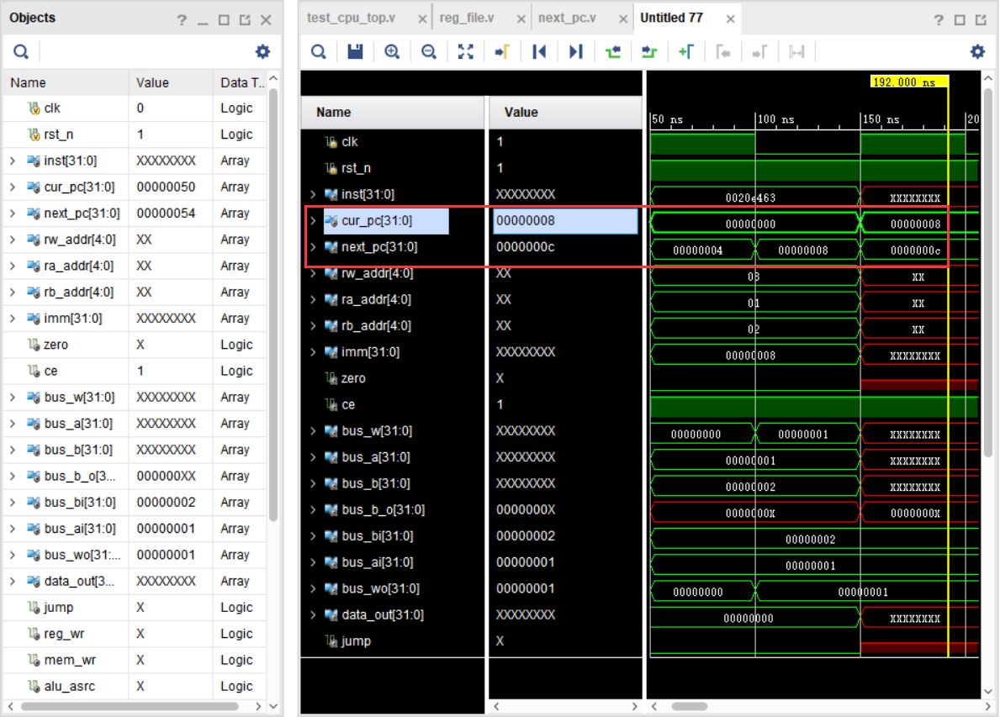 Objects
Name Value Data T...
clk 0 Logic
rst_n 1 Logic
inst[31:0] XXXXXXXX Array
cur_pc[31:0] 00000050 Array
next_pc[31:0] 00000054 Array
rw_addr[4:0] XX Array
ra_addr[4:0] XX Array
rb_addr[4:0] XX Array
imm[31:0] XXXXXXXX Array
zero X Logic
ce 1 Logic
bus_w[31:0] XXXXXXXX Array
bus_a[31:0] XXXXXXXX Array
bus_b[31:0] XXXXXXXX Array
bus_b_o[3... 000000XX Array
bus_bi[31:0] 00000002 Array
bus_ai[31:0] 00000001 Array
bus_wo[31:... 00000001 Array
data_out[3... XXXXXXXX Array
jump X Logic
reg_wr X Logic
mem_wr X Logic
alu_asrc X Logic
test_cpu_top.v reg_file.v next_pc.v Untitled 77
192.000 ns
Name Value 50 ns 100 ns 150 ns 20
clk 1
rst_n 1
inst[31:0] XXXXXXXX 0020e463 XXXXXXXX
cur_pc[31:0] 00000008 00000000 00000008
next_pc[31:0] 0000000c 00000004 00000008 0000000c
rw_addr[4:0] XX 08 XX
ra_addr[4:0] XX 01 XX
rb_addr[4:0] XX 02 XX
imm[31:0] XXXXXXXX 00000008 XXXXXXXX
zero X
ce 1
bus_w[31:0] XXXXXXXX 00000000 00000001 XXXXXXXX
bus_a[31:0] XXXXXXXX 00000001 XXXXXXXX
bus_b[31:0] XXXXXXXX 00000002 XXXXXXXX
bus_b_o[31:0] 0000000X 0000000X 0000000X
bus_bi[31:0] 00000002 00000002
bus_ai[31:0] 00000001 00000001
bus_wo[31:0] 00000001 00000000 00000001
data_out[31:0] XXXXXXXX 00000000 XXXXXXXX
jump X